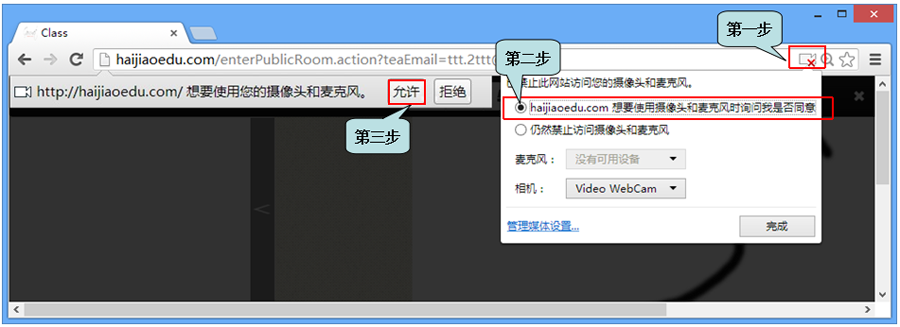 第一步
Class
第二步
haijiaoedu.com/enterPublicRoom.action?teaEmail=ttt.2ttt
禁止此网站访问您的摄像头和麦克风。
http://haijiaoedu.com/ 想要使用您的摄像头和麦克风。 允许 拒绝
haijiaoedu.com 想要使用摄像头和麦克风时询问我是否同意
第三步
仍然禁止访问摄像头和麦克风
麦克风： 没有可用设备
相机： Video WebCam
管理媒体设置... 完成